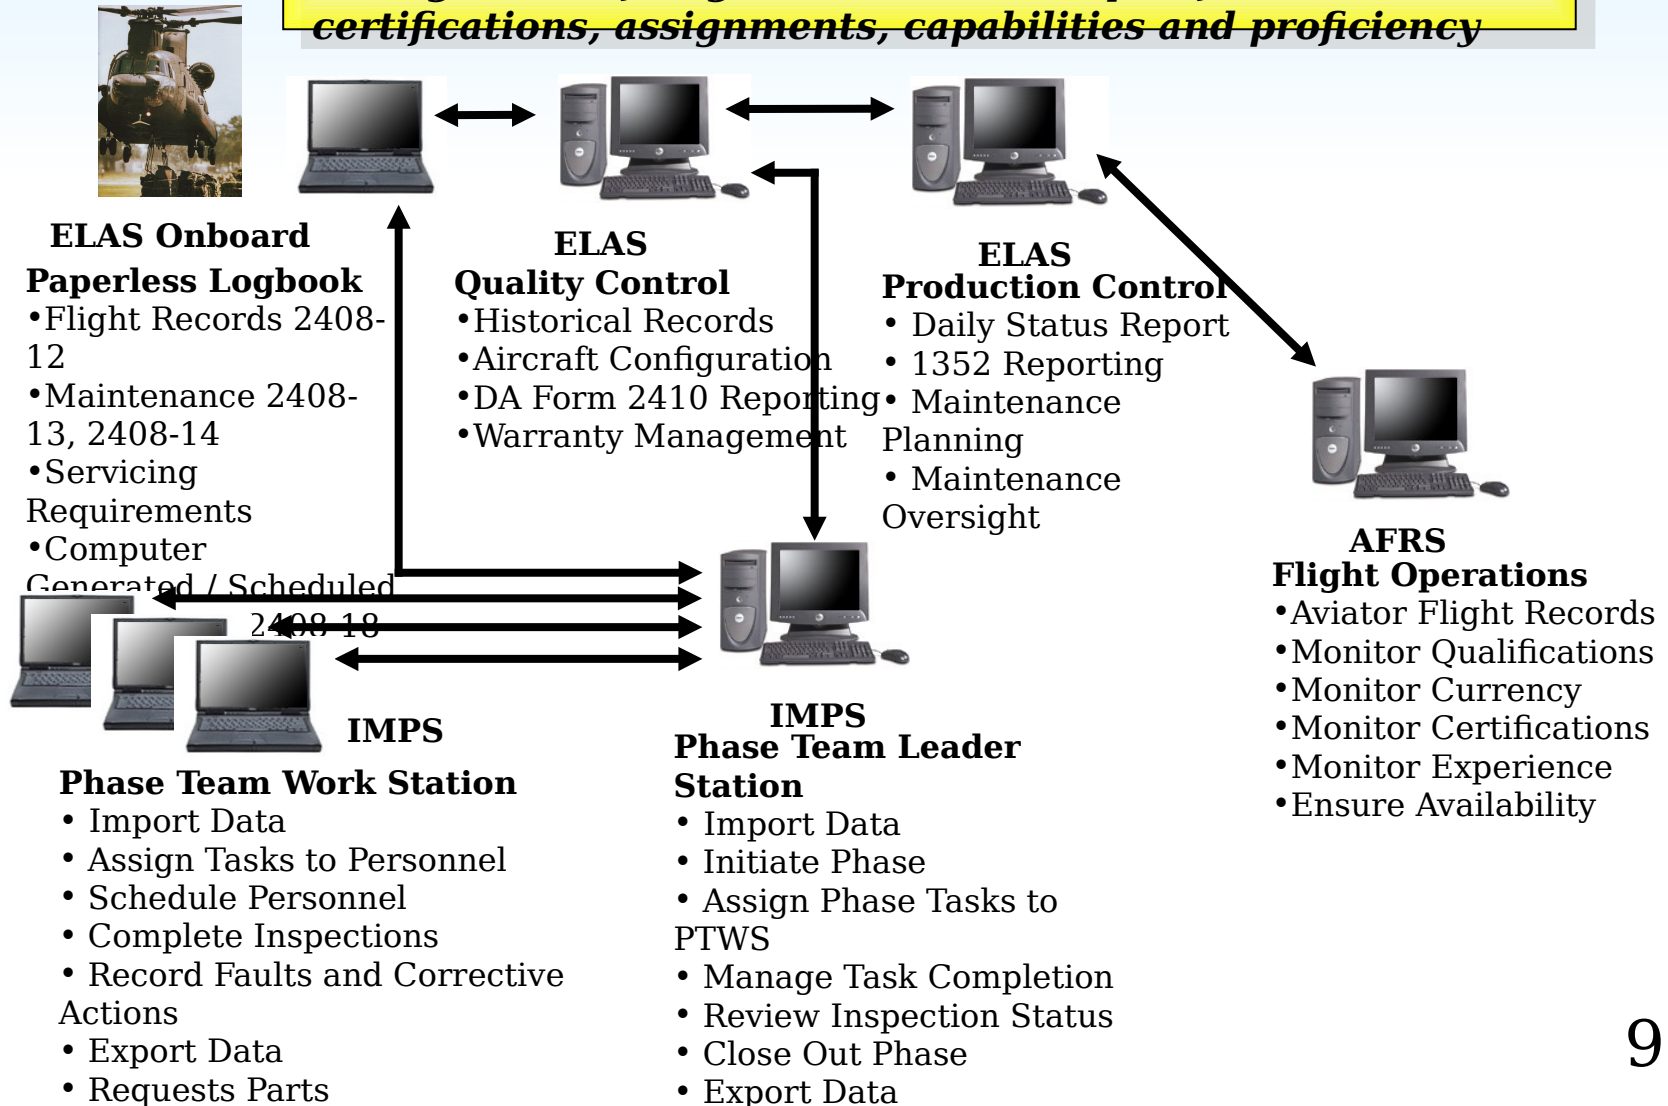 certifications, assignments, capabilities and proficiency
ELAS Onboard
Paperless Logbook
•Flight Records 2408-
12
•Maintenance 2408-
13, 2408-14
•Servicing
Requirements
•Computer
Generated / Scheduled
2408-18
ELAS
Quality Control
•Historical Records
•Aircraft Configuration
•DA Form 2410 Reporting
•Warranty Management
ELAS
Production Control
• Daily Status Report
• 1352 Reporting
• Maintenance
Planning
• Maintenance
Oversight
AFRS
Flight Operations
•Aviator Flight Records
•Monitor Qualifications
•Monitor Currency
•Monitor Certifications
•Monitor Experience
•Ensure Availability
IMPS
Phase Team Work Station
• Import Data
• Assign Tasks to Personnel
• Schedule Personnel
• Complete Inspections
• Record Faults and Corrective
Actions
• Export Data
• Requests Parts
IMPS
Phase Team Leader
Station
• Import Data
• Initiate Phase
• Assign Phase Tasks to
PTWS
• Manage Task Completion
• Review Inspection Status
• Close Out Phase
• Export Data
9